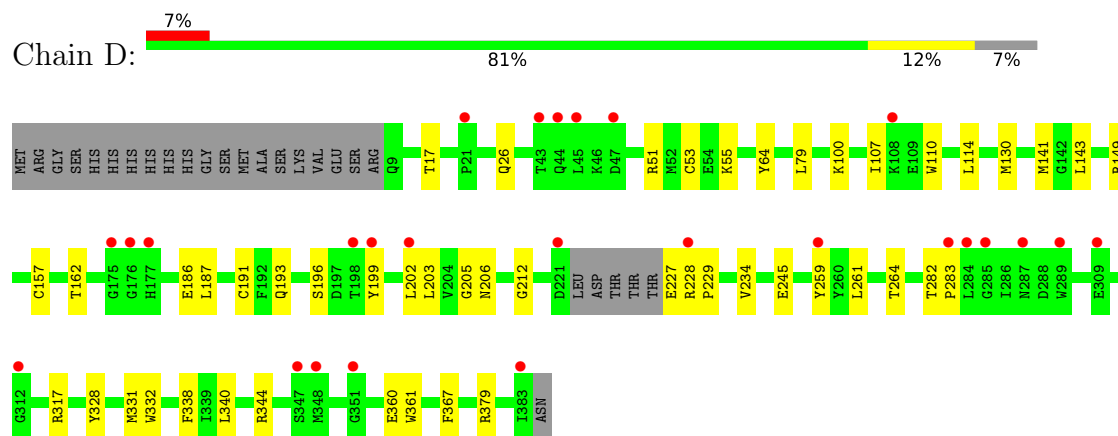 7%
Chain D:
81% 12% 7%
MET ARG GLY SER HIS HIS HIS HIS HIS HIS GLY SER MET ALA SER LYS VAL GLU SER ARG Q9 T17 P21 Q26 T43 Q44 L45 K46 D47 R51 M52 C53 E54 K55 Y64 L79 K100 I107 K108 E109 W110 L114 M130 M141 G142 L143 R149
C157 T162 G175 G176 H177 E186 L187 C191 F192 Q193 S196 D197 T198 Y199 L202 L203 V204 G205 N206 G212 D221 LEU ASP THR THR THR E227 R228 P229 V234 E245 Y259 Y260 L261 T264 T282 P283 L284 G285 I286 N287 D288 W289 E309
G312 R317 Y328 M331 W332 F338 I339 L340 R344 S347 M348 G351 E360 W361 F367 R379 I383 ASN